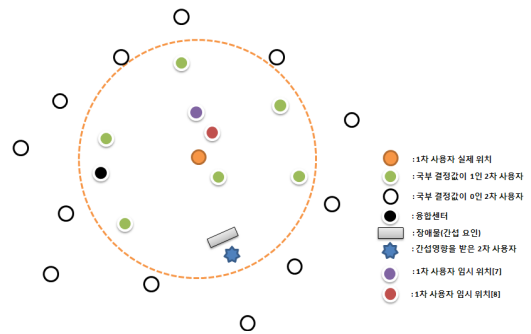 : 1차 사용자 실제 위치
: 국부 결정값이 1인 2차 사용자
: 국부 결정값이 0인 2차 사용자
: 융합센터
: 장애물(간섭 요인)
: 간섭영향을 받은 2차 사용자
: 1차 사용자 임시 위치[7]
: 1차 사용자 임시 위치[8]